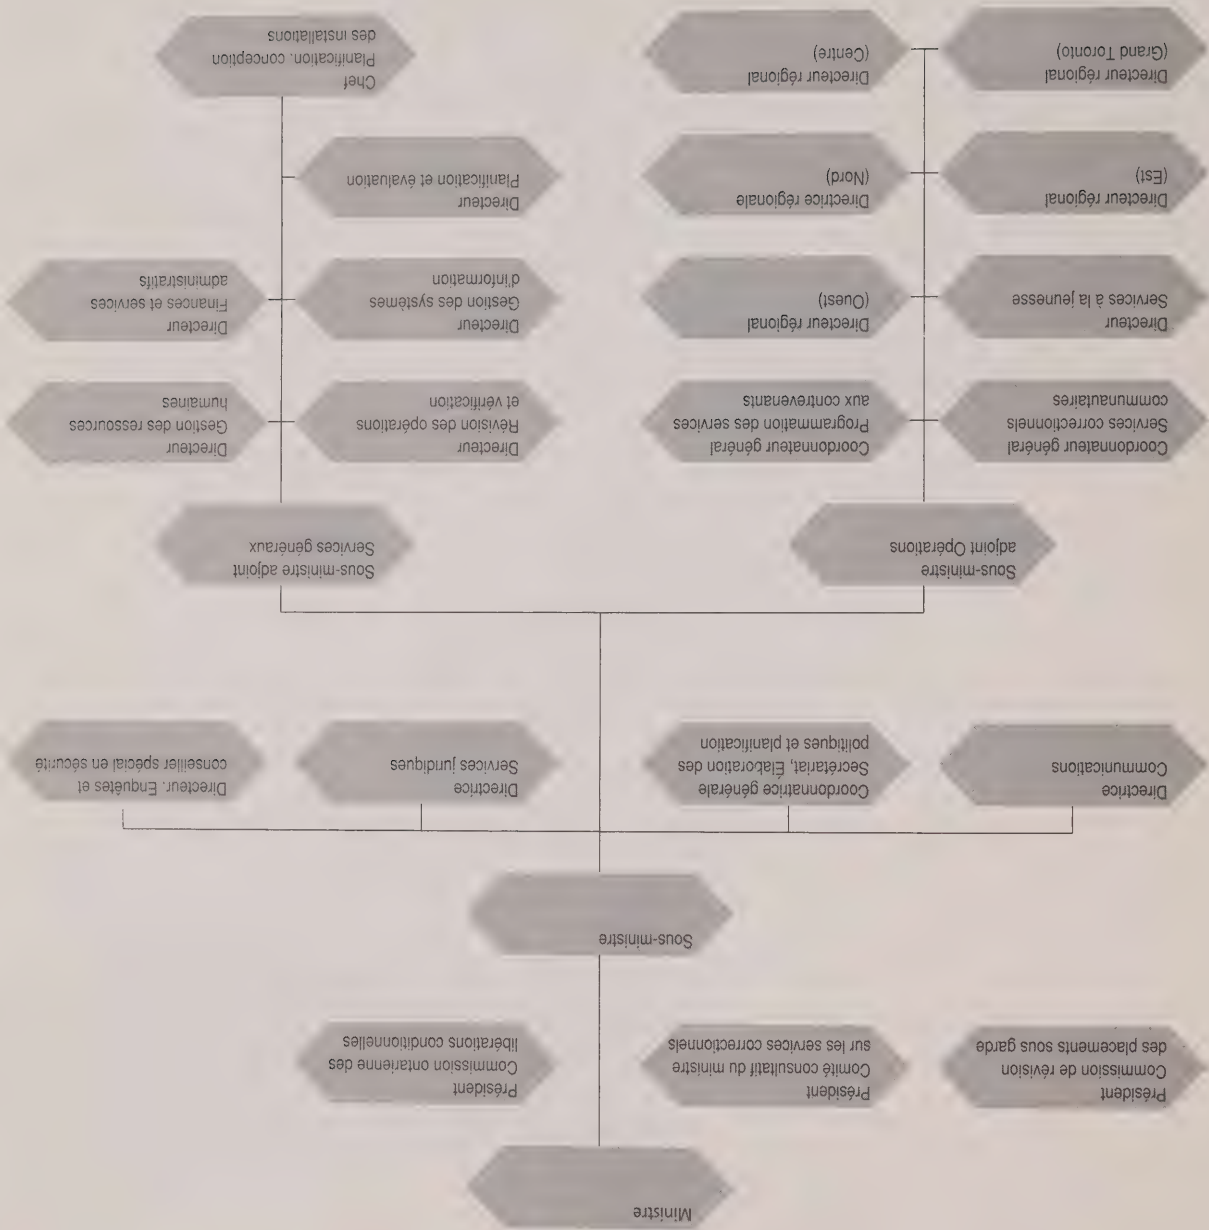 Ministre
Président
Commission de révision
des placements sous garde
Président
Comité consultatif du ministre
sur les services correctionnels
Président
Commission ontarienne des
libérations conditionnelles
Sous-ministre
Directrice
Communications
Coordonnatrice générale
Secrétariat, Élaboration des
politiques et planification
Directrice
Services juridiques
Directeur. Enquêtes et
conseiller spécial en sécurité
Sous-ministre
adjoint Opérations
Sous-ministre adjoint
Services généraux
Coordonnateur général
Services correctionnels
communautaires
Coordonnateur général
Programmation des services
aux contrevenants
Directeur
Révision des opérations
et vérification
Directeur
Gestion des ressources
humaines
Directeur
Services à la jeunesse
Directeur régional
(Ouest)
Directeur
Gestion des systèmes
d'information
Directeur
Finances et services
administratifs
Directeur régional
(Est)
Directrice régionale
(Nord)
Directeur
Planification et évaluation
Directeur régional
(Grand Toronto)
Directeur régional
(Centre)
Chef
Planification. conception
des installations